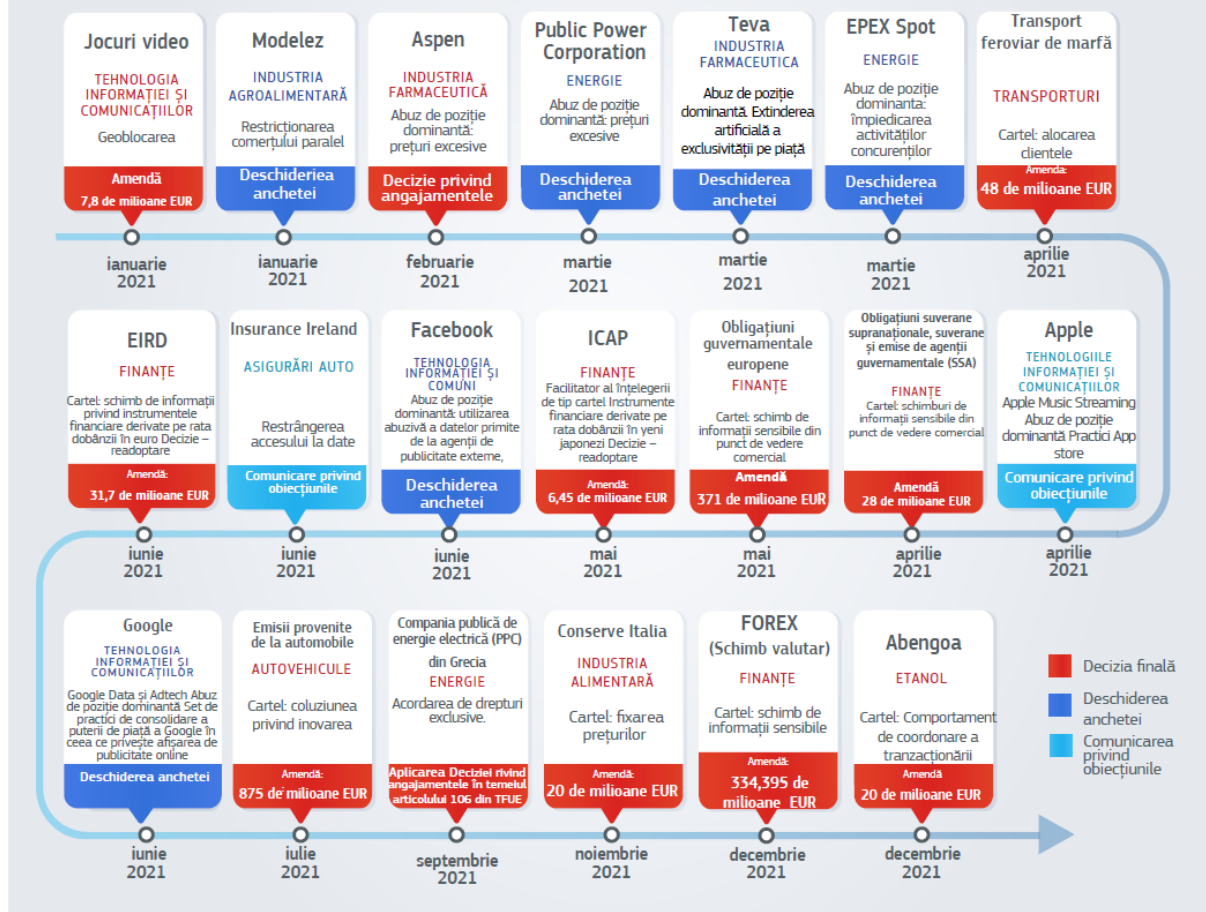 Jocuri video
TEHNOLOGIA
INFORMAȚIEI ȘI
COMUNICAȚIILOR
Geoblocarea
Amendă
7,8 de milioane EUR
ianuarie
2021
Modelez
INDUSTRIA
AGROALIMENTARĂ
Restricționarea
comerțului paralel
Deschideriea
anchetei
ianuarie
2021
Aspen
INDUSTRIA
FARMACEUTICĂ
Abuz de poziție
dominantă:
prețuri excesive
Decizie privind
angajamentele
februarie
2021
Public Power
Corporation
ENERGIE
Abuz de poziție
dominantă: prețuri
excesive
Deschiderea
anchetei
martie
2021
Teva
INDUSTRIA
FARMACEUTICA
Abuz de poziție
dominantă. Extinderea
artificială a
exclusivității pe piață
Deschiderea
anchetei
martie
2021
EPEX Spot
ENERGIE
Abuz de poziție
dominanta:
împiedicarea
activităților
concurenților
Deschiderea
anchetei
martie
2021
Transport
feroviar de marfă
TRANSPORTURI
Cartel: alocarea
clientele
Amenda:
48 de milioane EUR
aprilie
2021
EIRD
FINANȚE
Cartel: schimb de informații
privind instrumentele
financiare derivate pe rata
dobânzii în euro Decizie –
readoptare
Amendă:
31,7 de milioane EUR
iunie
2021
Insurance Ireland
ASIGURĂRI AUTO
Restrângerea
accesului la date
Comunicare privind
obiecțiunile
iunie
2021
Facebook
TEHNOLOGIA
INFORMAȚIEI ȘI
COMUNI
Abuz de poziție
dominantă: utilizarea
abuzivă a datelor primite
de la agenții de
publicitate externe,
Deschiderea
anchetei
iunie
2021
ICAP
FINANȚE
Facilitator al înțelegerii
de tip cartel Instrumente
financiare derivate pe
rata dobânzii în yeni
japonezi Decizie –
readoptare
Amendă:
6,45 de milioane EUR
mai
2021
Obligațiuni
guvernamentale
europene
FINANȚE
Cartel: schimb de
informații sensibile din
punct de vedere
comercial
Amendă
371 de milioane EUR
mai
2021
Obligațiuni suverane
supranaționale, suverane
și emise de agenții
guvernamentale (SSA)
FINANȚE
Cartel: schimburi de
informații sensibile din
punct de vedere comercial
Amendă
28 de milioane EUR
aprilie
2021
Apple
TEHNOLOGIILE
INFORMAȚIEI ȘI
COMUNICAȚIILOR
Apple Music Streaming
Abuz de poziție
dominantă Practici App
store
Comunicare privind
obiecțiunile
aprilie
2021
Google
TEHNOLOGIA
INFORMAȚIEI ȘI
COMUNICAȚIILOR
Google Data și Adtech Abuz
de poziție dominantă Set de
practici de consolidare a
puterii de piață a Google în
ceea ce privește afișarea de
publicitate online
Deschiderea anchetei
iunie
2021
Emisii provenite
de la automobile
AUTOVEHICULE
Cartel: coluziunea
privind inovarea
Amendă:
875 de milioane EUR
iulie
2021
Compania publică de
energie electrică (PPC)
din Grecia
ENERGIE
Acordarea de drepturi
exclusive.
Aplicarea Deciziei rivind
angajamentele în temeiul
articolului 106 din TFUE
septembrie
2021
Conserve Italia
INDUSTRIA
ALIMENTARĂ
Cartel: fixarea
prețurilor
Amendă:
20 de milioane EUR
noiembrie
2021
FOREX
(Schimb valutar)
FINANȚE
Cartel: schimb de
informații sensibile
Amendă:
334,395 de
milioane EUR
decembrie
2021
Abengoa
ETANOL
Cartel: Comportament
de coordonare a
tranzacționării
Amendă
20 de milioane EUR
decembrie
2021
Decizia finală
Deschiderea
anchetei
Comunicarea
privind
obiecțiunile